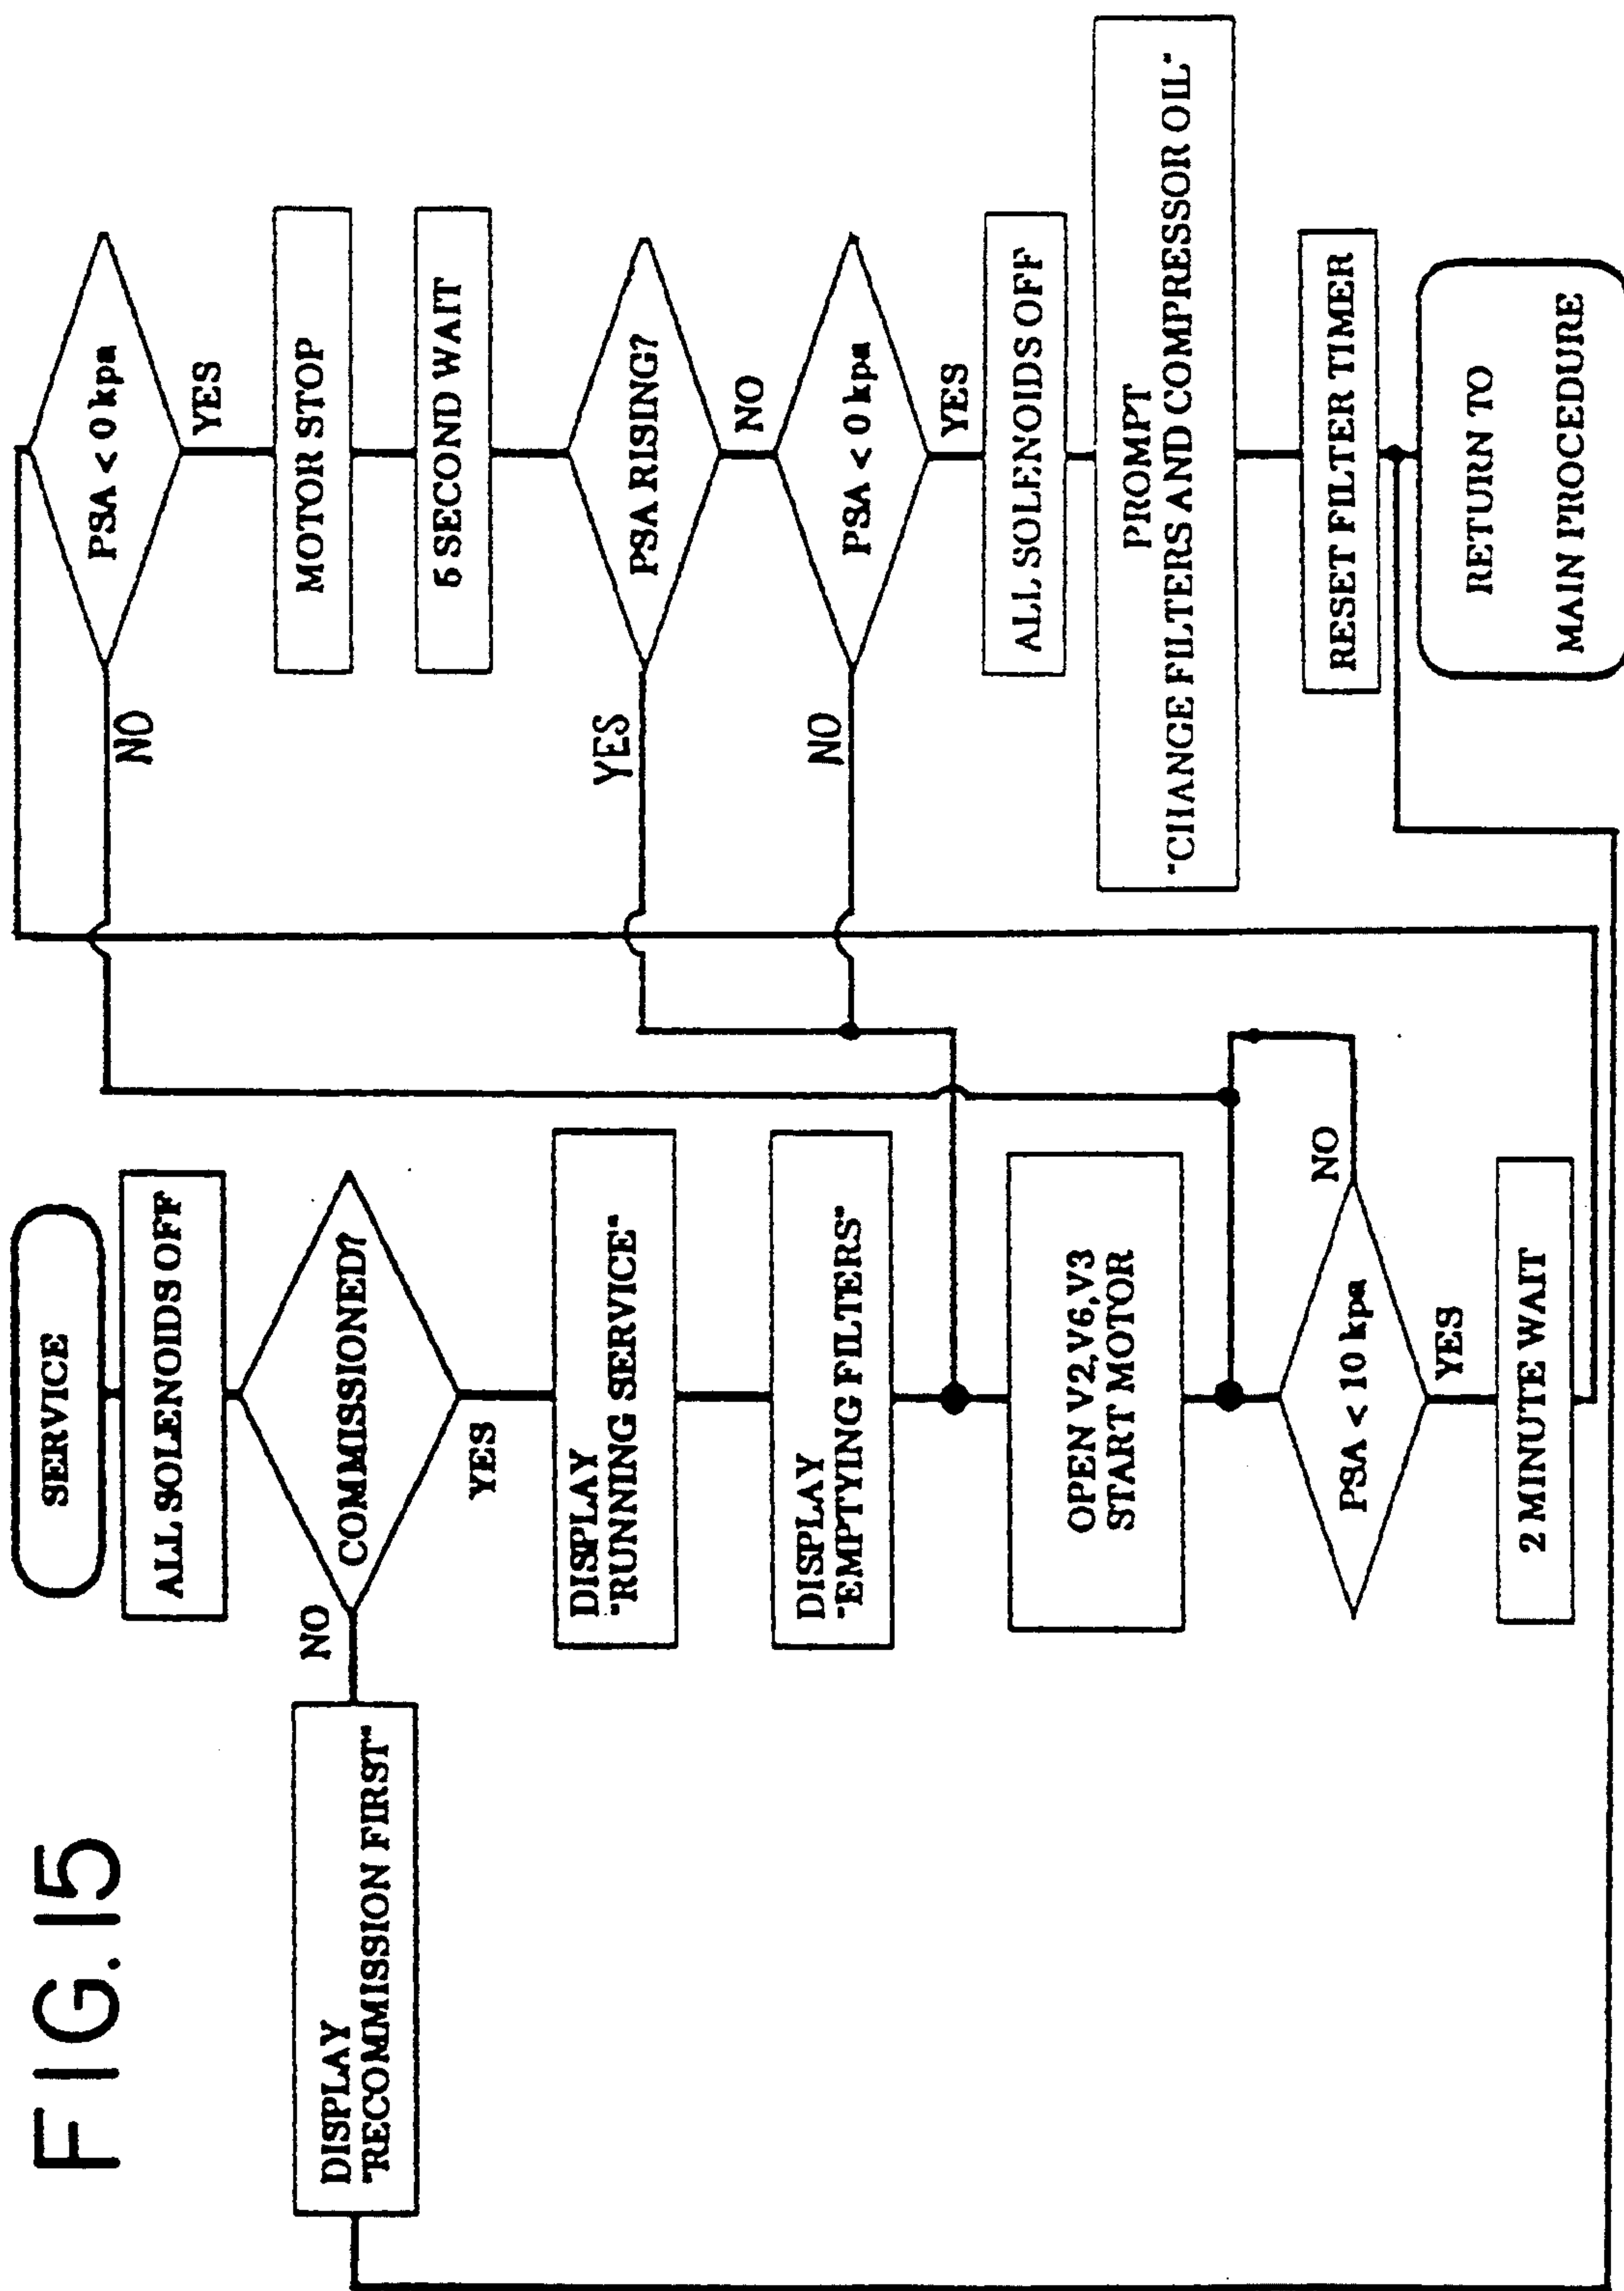 FIG.15
SERVICE
ALL SOLENOIDS OFF
COMMISSIONED?
NO
YES
DISPLAY
"RECOMMISSION FIRST"
DISPLAY
"RUNNING SERVICE"
DISPLAY
"EMPTYING FILTERS"
OPEN V2,V6,V3
START MOTOR
PSA < 10 kpa
NO
YES
2 MINUTE WAIT
PSA < 0 kpa
NO
YES
MOTOR STOP
5 SECOND WAIT
PSA RISING?
YES
NO
PSA < 0 kpa
NO
YES
ALL SOLENOIDS OFF
PROMPT
"CHANGE FILTERS AND COMPRESSOR OIL"
RESET FILTER TIMER
RETURN TO
MAIN PROCEDURE